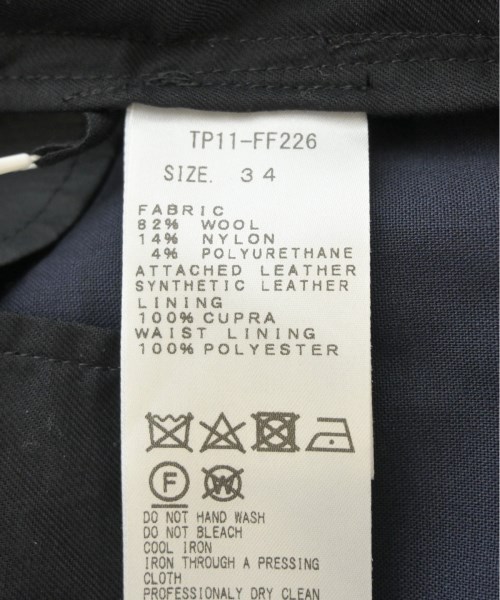 TP11-FF226
SIZE. 34
FABRIC
82% WOOL
14% NYLON
4% POLYURETHANE
ATTACHED LEATHER
SYNTHETIC LEATHER
LINING
100% CUPRA
WAIST LINING
100% POLYESTER
F W
DO NOT HAND WASH
DO NOT BLEACH
COOL IRON
IRON THROUGH A PRESSING
CLOTH
PROFESSIONALY DRY CLEAN